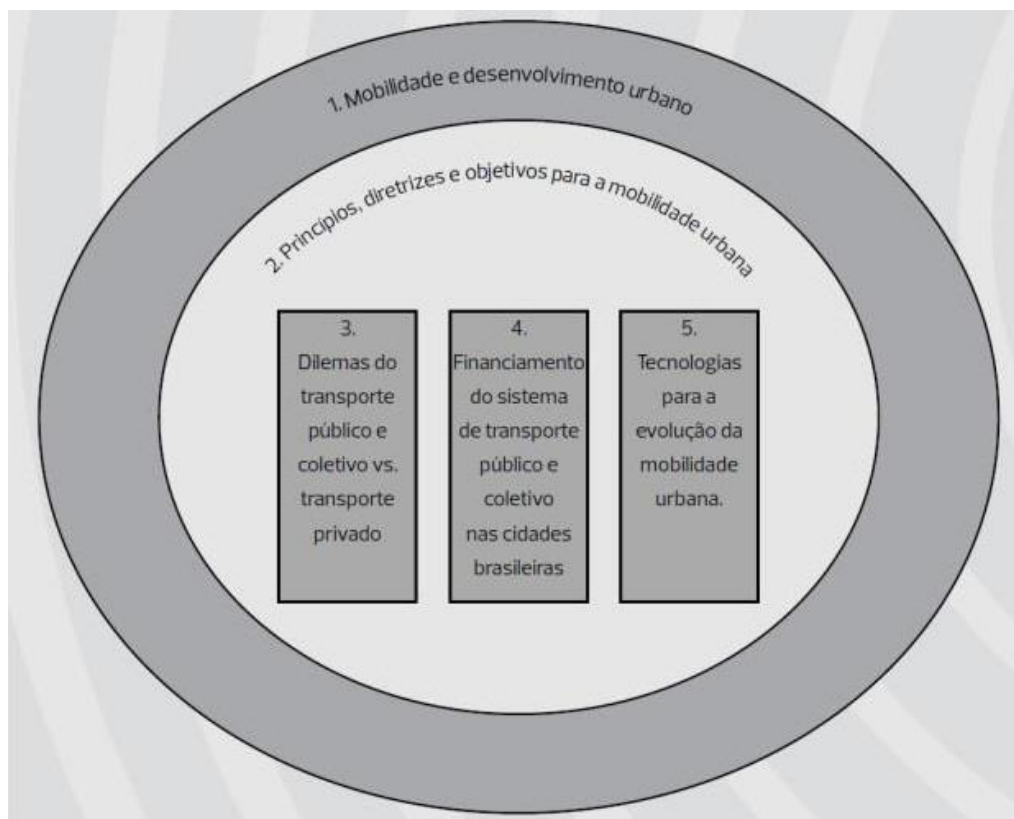 1. Mobilidade e desenvolvimento urbano
2. Princípios, diretrizes e objetivos para a mobilidade urbana
3.
Dilemas do
transporte
público e
coletivo vs.
transporte
privado
4.
Financiamento
do sistema
de transporte
público e
coletivo
nas cidades
brasileiras
5.
Tecnologias
para a
evolução da
mobilidade
urbana.